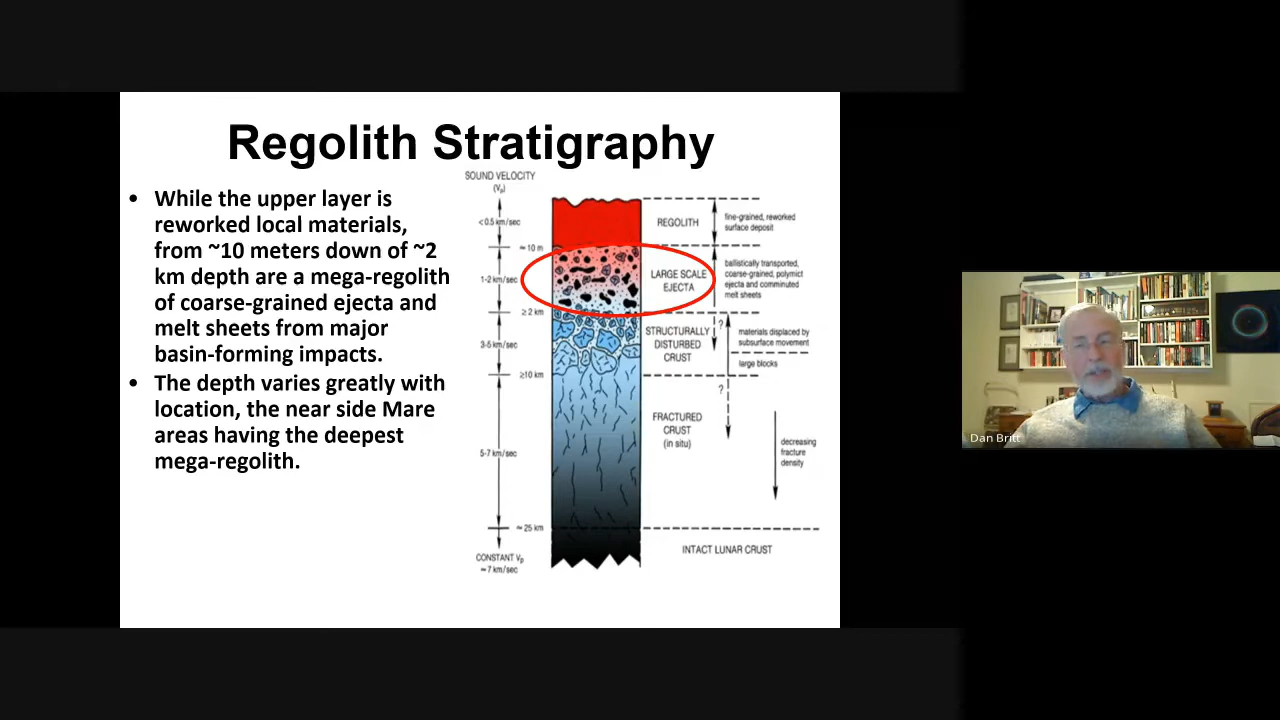 Regolith Stratigraphy
• While the upper layer is
reworked local materials,
from ~10 meters down of ~2
km depth are a mega-regolith
of coarse-grained ejecta and
melt sheets from major
basin-forming impacts.
• The depth varies greatly with
location, the near side Mare
areas having the deepest
mega-regolith.
SOUND VELOCITY
(Vp)
<0.5 km/sec
≈ 10 m
1-2 km/sec
≥ 2 km
3-5 km/sec
≥10 km
5-7 km/sec
≈ 25 km
CONSTANT Vp
≈ 7 km/sec
REGOLITH
fine-grained, reworked
surface deposit
LARGE SCALE
EJECTA
ballistically transported,
coarse-grained, polymict
ejecta and comminuted
melt sheets
STRUCTURALLY
DISTURBED
CRUST
?
materials displaced by
subsurface movement
large blocks
?
FRACTURED
CRUST
(in situ)
decreasing
fracture
density
INTACT LUNAR CRUST
Dan Britt